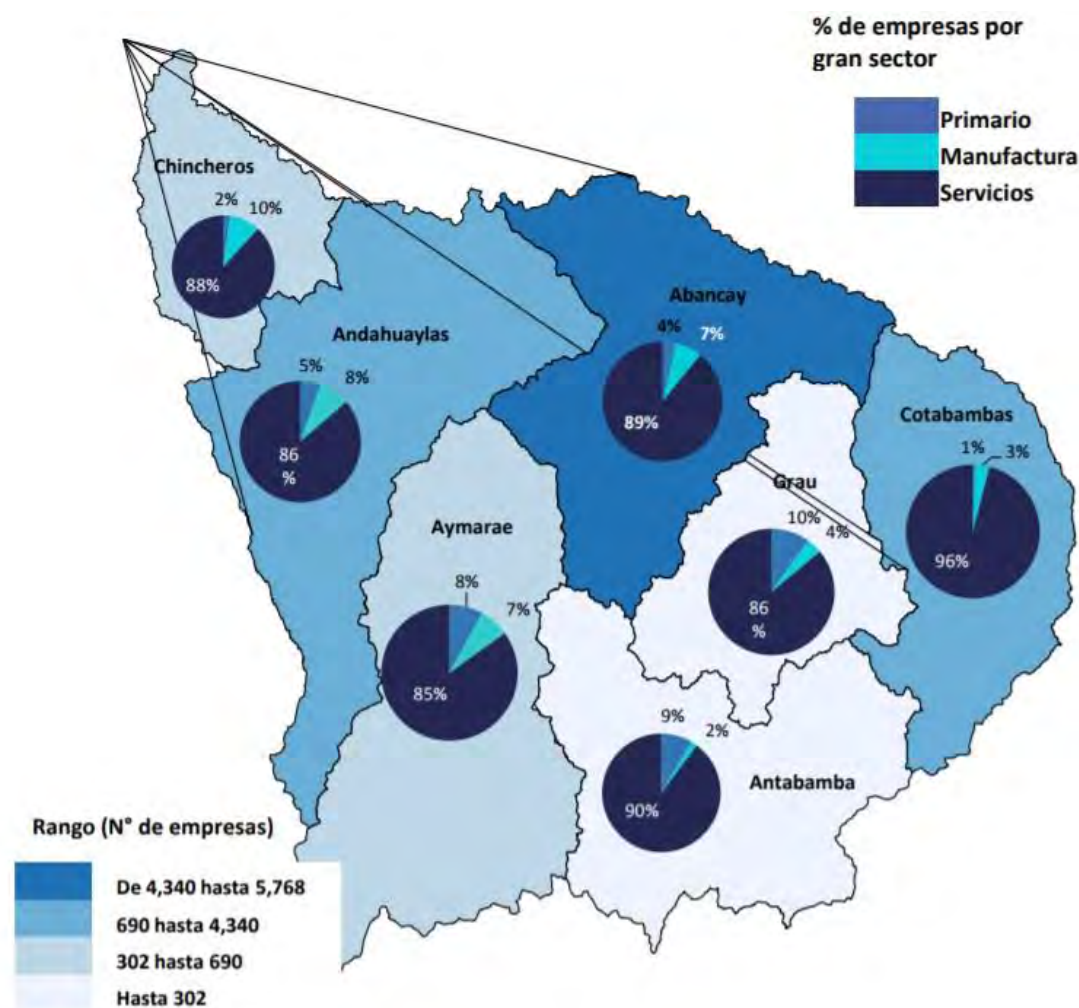 % de empresas por
gran sector
Primario
Manufactura
Servicios
Chincheros
2%
10%
88%
Andahuaylas
5%
8%
86
%
Abancay
4%
7%
89%
Cotabambas
1%
3%
96%
Grau
10%
4%
86
%
Aymarae
8%
7%
85%
Antabamba
9%
2%
90%
Rango (N° de empresas)
De 4,340 hasta 5,768
690 hasta 4,340
302 hasta 690
Hasta 302